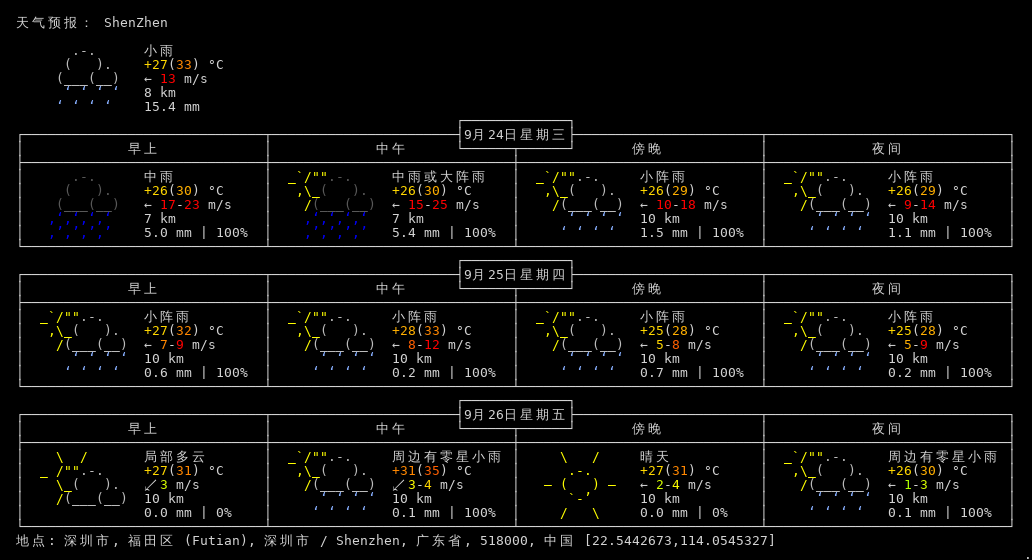 天气预报： ShenZhen
小雨
+27(33) °C
← 13 m/s
8 km
15.4 mm
9月24日星期三
早上 中午 傍晚 夜间
中雨 中雨或大阵雨 小阵雨 小阵雨
+26(30) °C +26(30) °C +26(29) °C +26(29) °C
← 17-23 m/s ← 15-25 m/s ← 10-18 m/s ← 9-14 m/s
7 km 7 km 10 km 10 km
5.0 mm | 100% 5.4 mm | 100% 1.5 mm | 100% 1.1 mm | 100%
9月25日星期四
早上 中午 傍晚 夜间
小阵雨 小阵雨 小阵雨 小阵雨
+27(32) °C +28(33) °C +25(28) °C +25(28) °C
← 7-9 m/s ← 8-12 m/s ← 5-8 m/s ← 5-9 m/s
10 km 10 km 10 km 10 km
0.6 mm | 100% 0.2 mm | 100% 0.7 mm | 100% 0.2 mm | 100%
9月26日星期五
早上 中午 傍晚 夜间
局部多云 周边有零星小雨 晴天 周边有零星小雨
+27(31) °C +31(35) °C +27(31) °C +26(30) °C
↙3 m/s ↙3-4 m/s ← 2-4 m/s ← 1-3 m/s
10 km 10 km 10 km 10 km
0.0 mm | 0% 0.1 mm | 100% 0.0 mm | 0% 0.1 mm | 100%
地点: 深圳市, 福田区 (Futian), 深圳市 / Shenzhen, 广东省, 518000, 中国 [22.5442673,114.0545327]